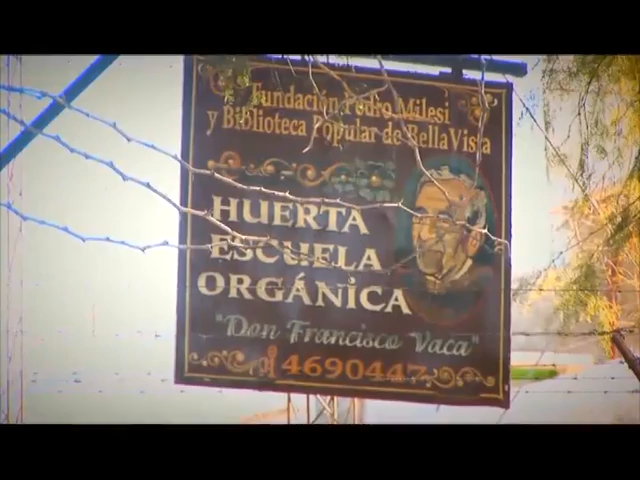 Fundación Pedro Milesi
y Biblioteca Popular de Bella Vista
HUERTA
ESCUELA
ORGÁNICA
"Don Francisco Vaca"
4690447